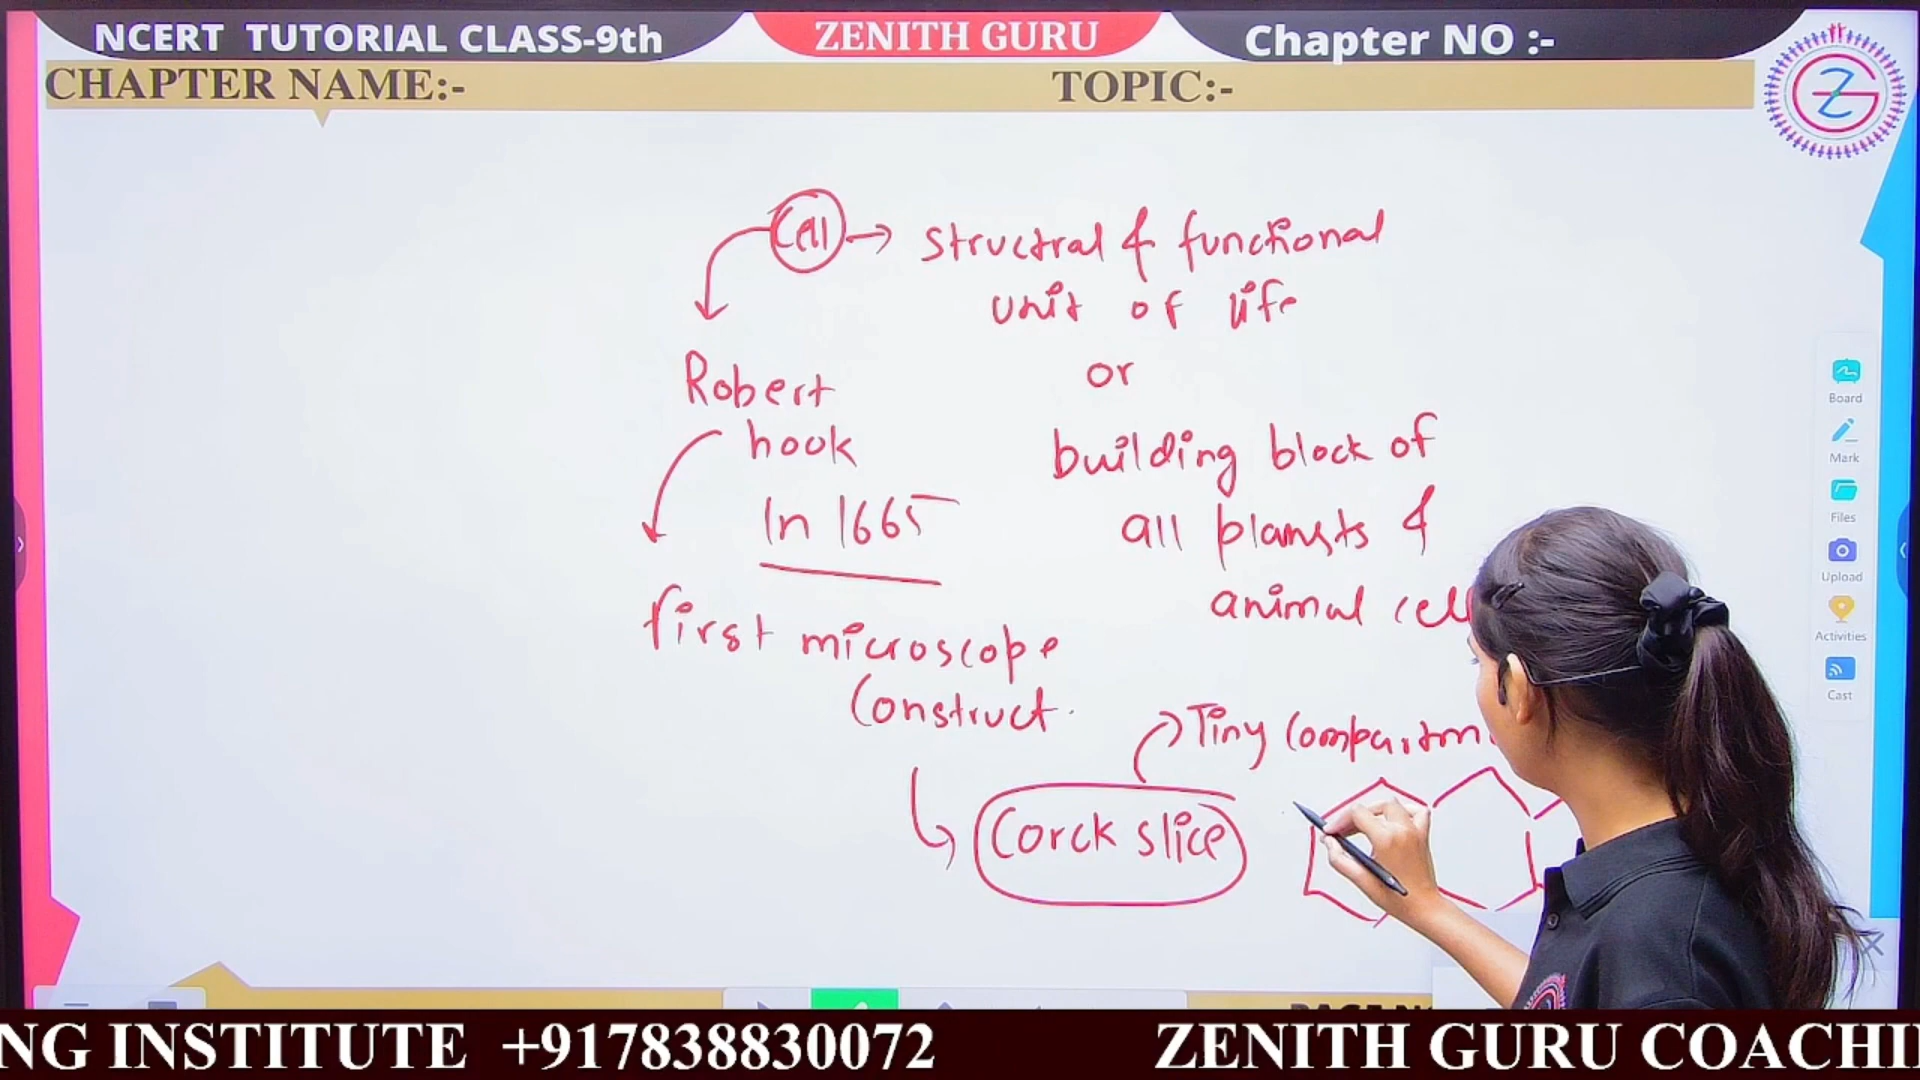 NCERT TUTORIAL CLASS-9th
ZENITH GURU
Chapter NO :-
CHAPTER NAME:-
TOPIC:-
Cell → structral & functional
unit of life
or
building block of
all plansts &
animal cell
Robert
hook
In 1665
first microscope
Construct.
Tiny Compartm
Corck slice
Board
Mark
Files
Upload
Activities
Cast
NG INSTITUTE +917838830072 ZENITH GURU COACHI